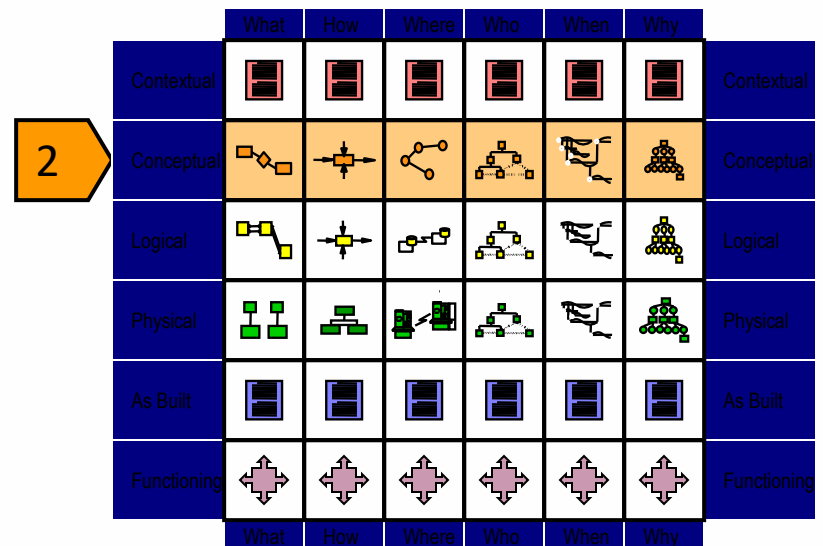 What How Where Who When Why
Contextual Contextual
2 Conceptual Conceptual
Logical Logical
Physical Physical
As Built As Built
Functioning Functioning
What How Where Who When Why